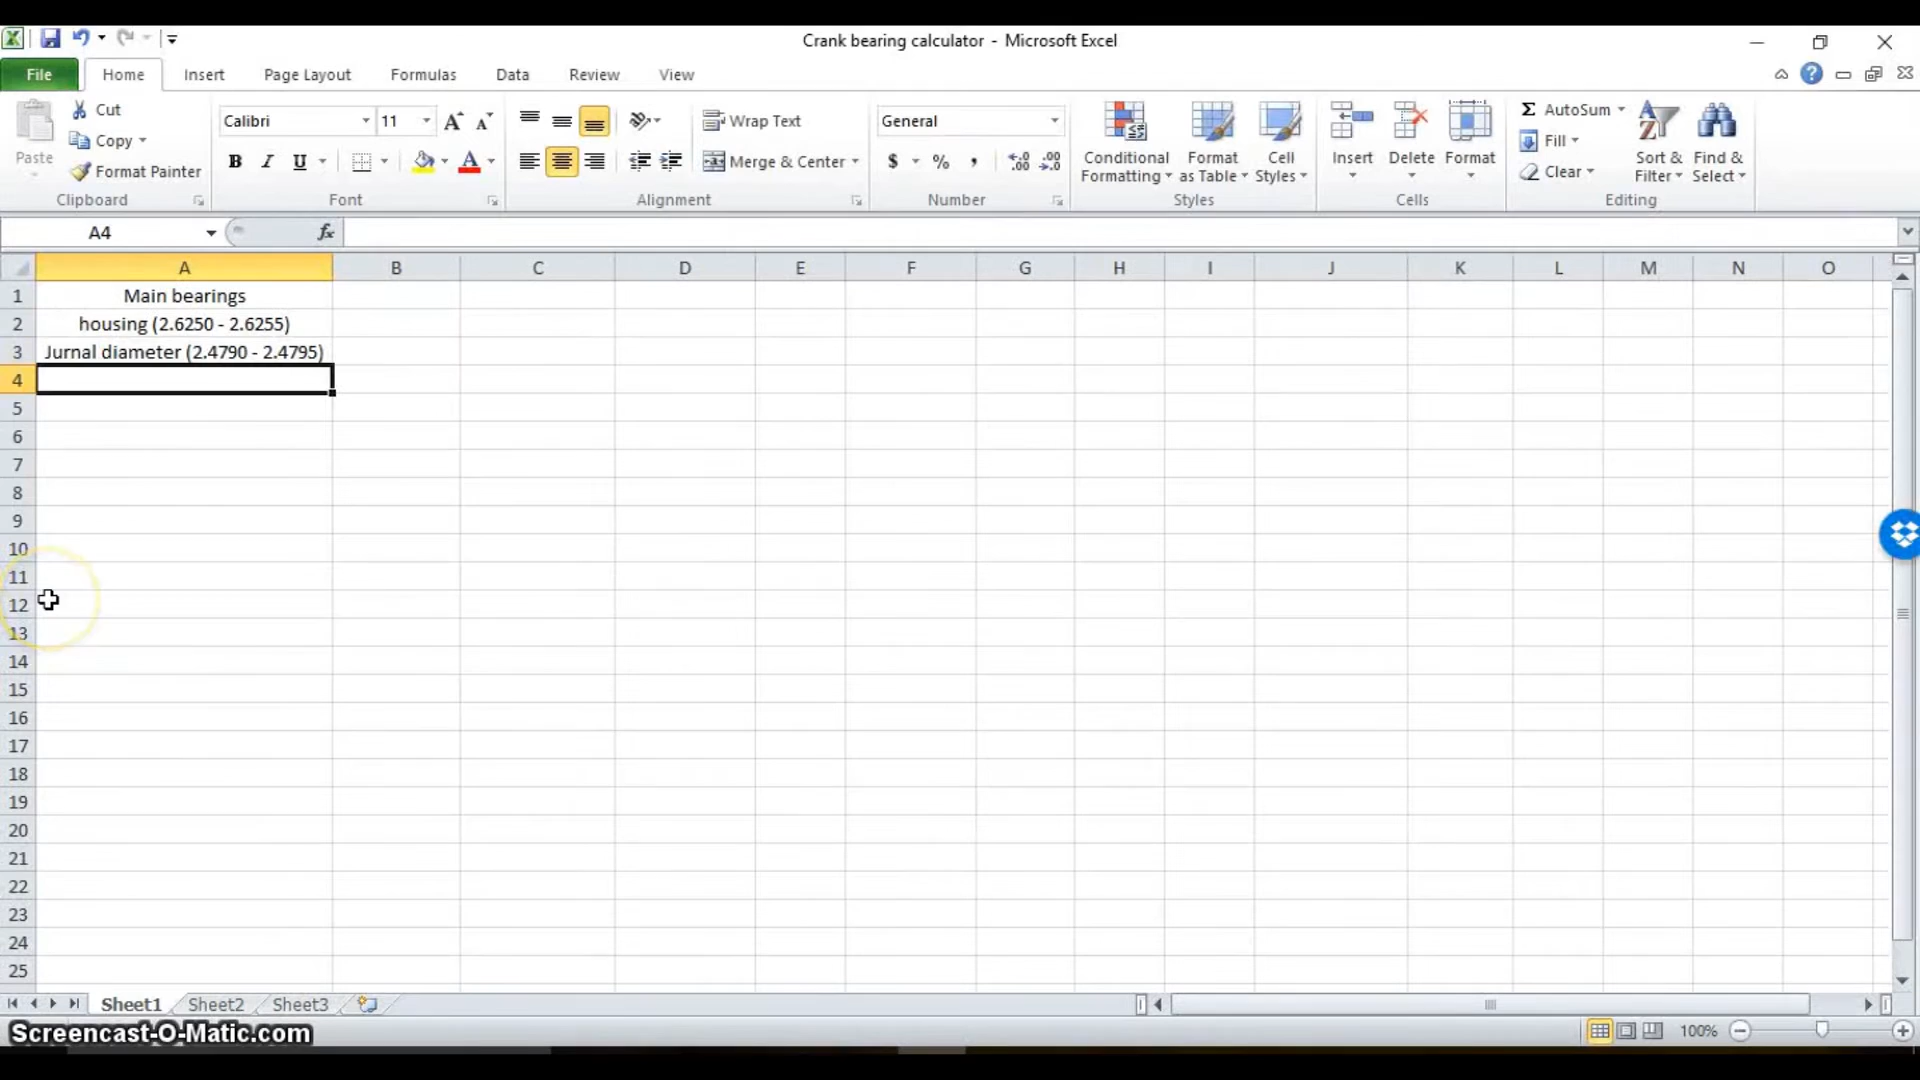 Crank bearing calculator - Microsoft Excel
File Home Insert Page Layout Formulas Data Review View
Paste
Cut
Copy
Format Painter
Clipboard
Calibri 11
B I U A
Font
Wrap Text
Merge & Center
Alignment
General
$ % ,
Number
Conditional Formatting
Format as Table
Cell Styles
Styles
Insert Delete Format
Cells
Σ AutoSum
Fill
Clear
Sort & Filter
Find & Select
Editing
A4 fx
A B C D E F G H I J K L M N O
1 Main bearings
2 housing (2.6250 - 2.6255)
3 Jurnal diameter (2.4790 - 2.4795)
4
5
6
7
8
9
10
11
12
13
14
15
16
17
18
19
20
21
22
23
24
25
Sheet1 Sheet2 Sheet3
Screencast-O-Matic.com
100%